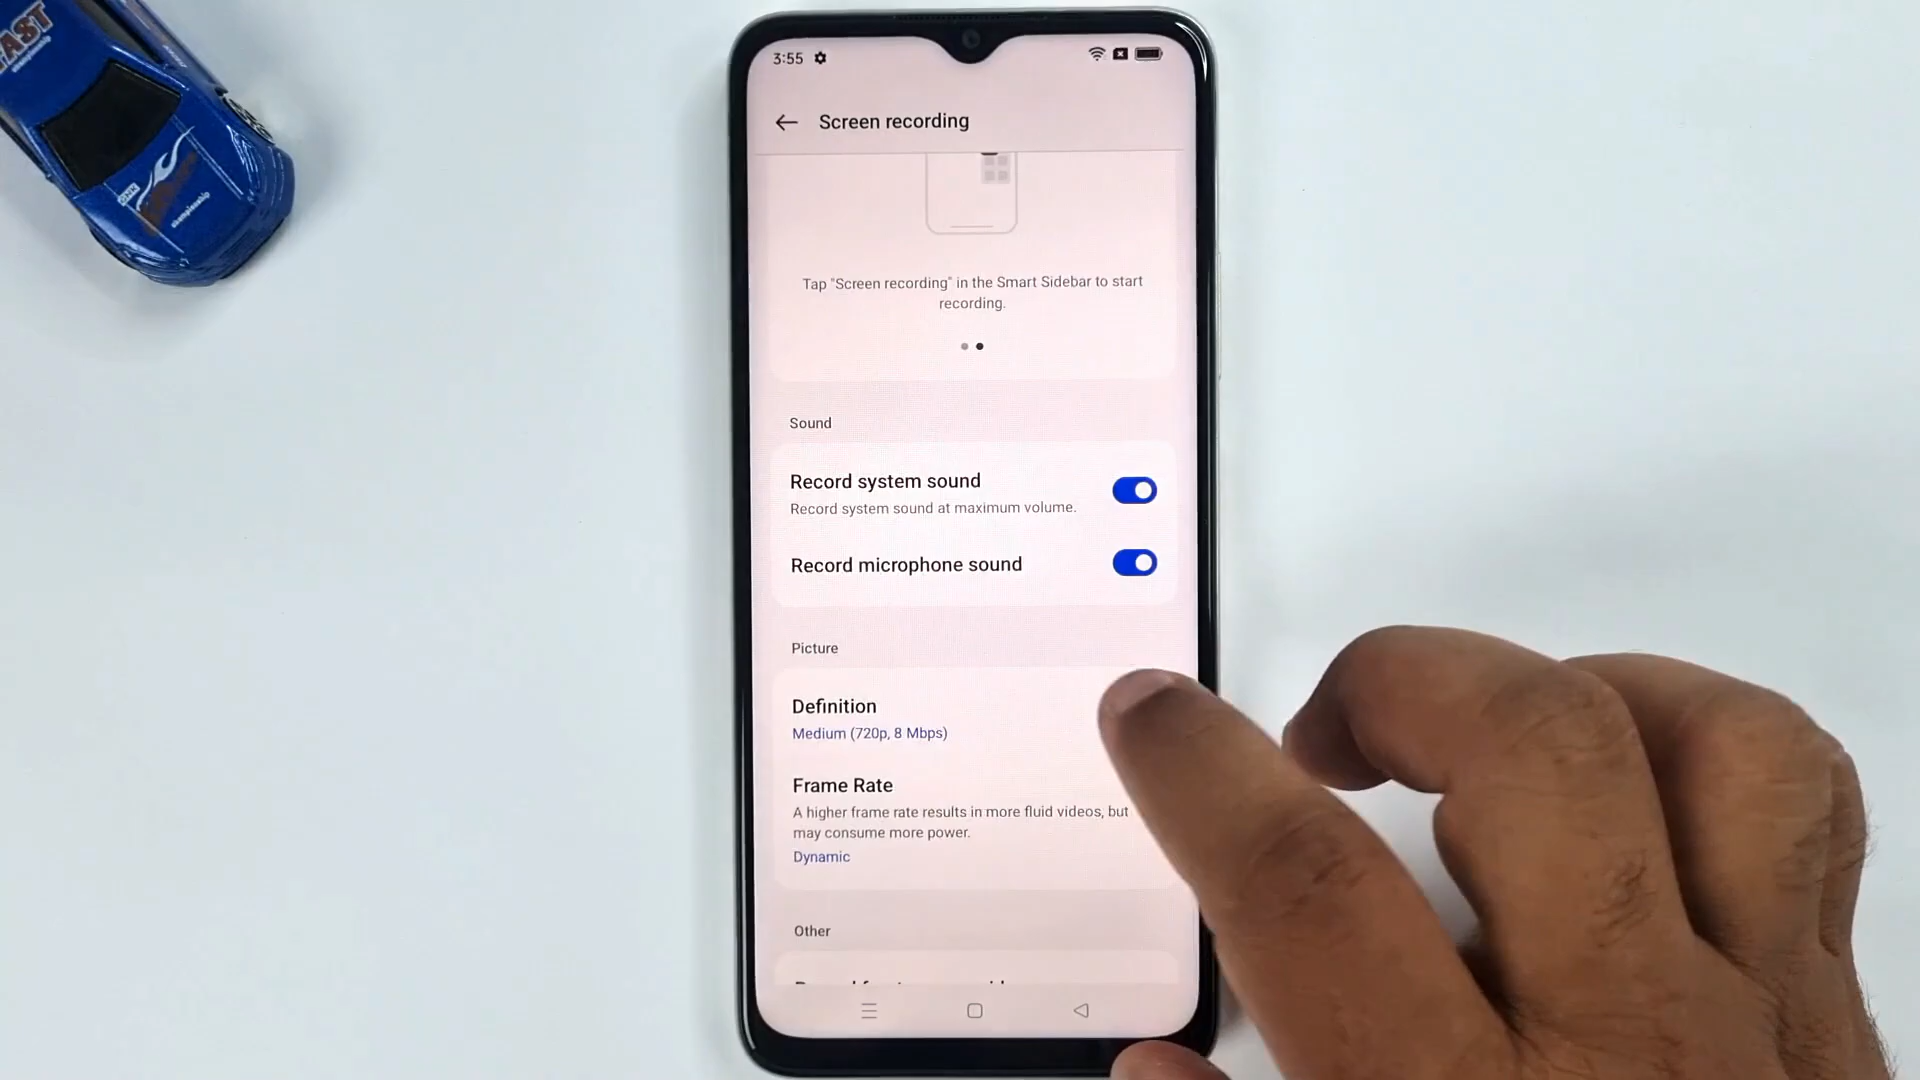 3:55
Screen recording
Tap "Screen recording" in the Smart Sidebar to start
recording.
Sound
Record system sound
Record system sound at maximum volume.
Record microphone sound
Picture
Definition
Medium (720p, 8 Mbps)
Frame Rate
A higher frame rate results in more fluid videos, but
may consume more power.
Dynamic
Other
championship